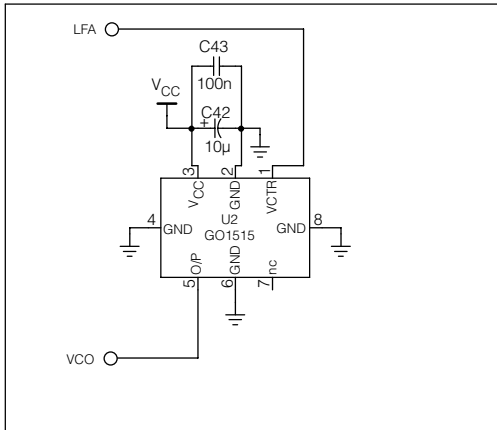 LFA
C43
100n
VCC
+
C42
10µ
3
2
1
VCC
GND
VCTR
4
GND
U2
GO1515
GND
8
O/P
GND
nc
5
6
7
VCO